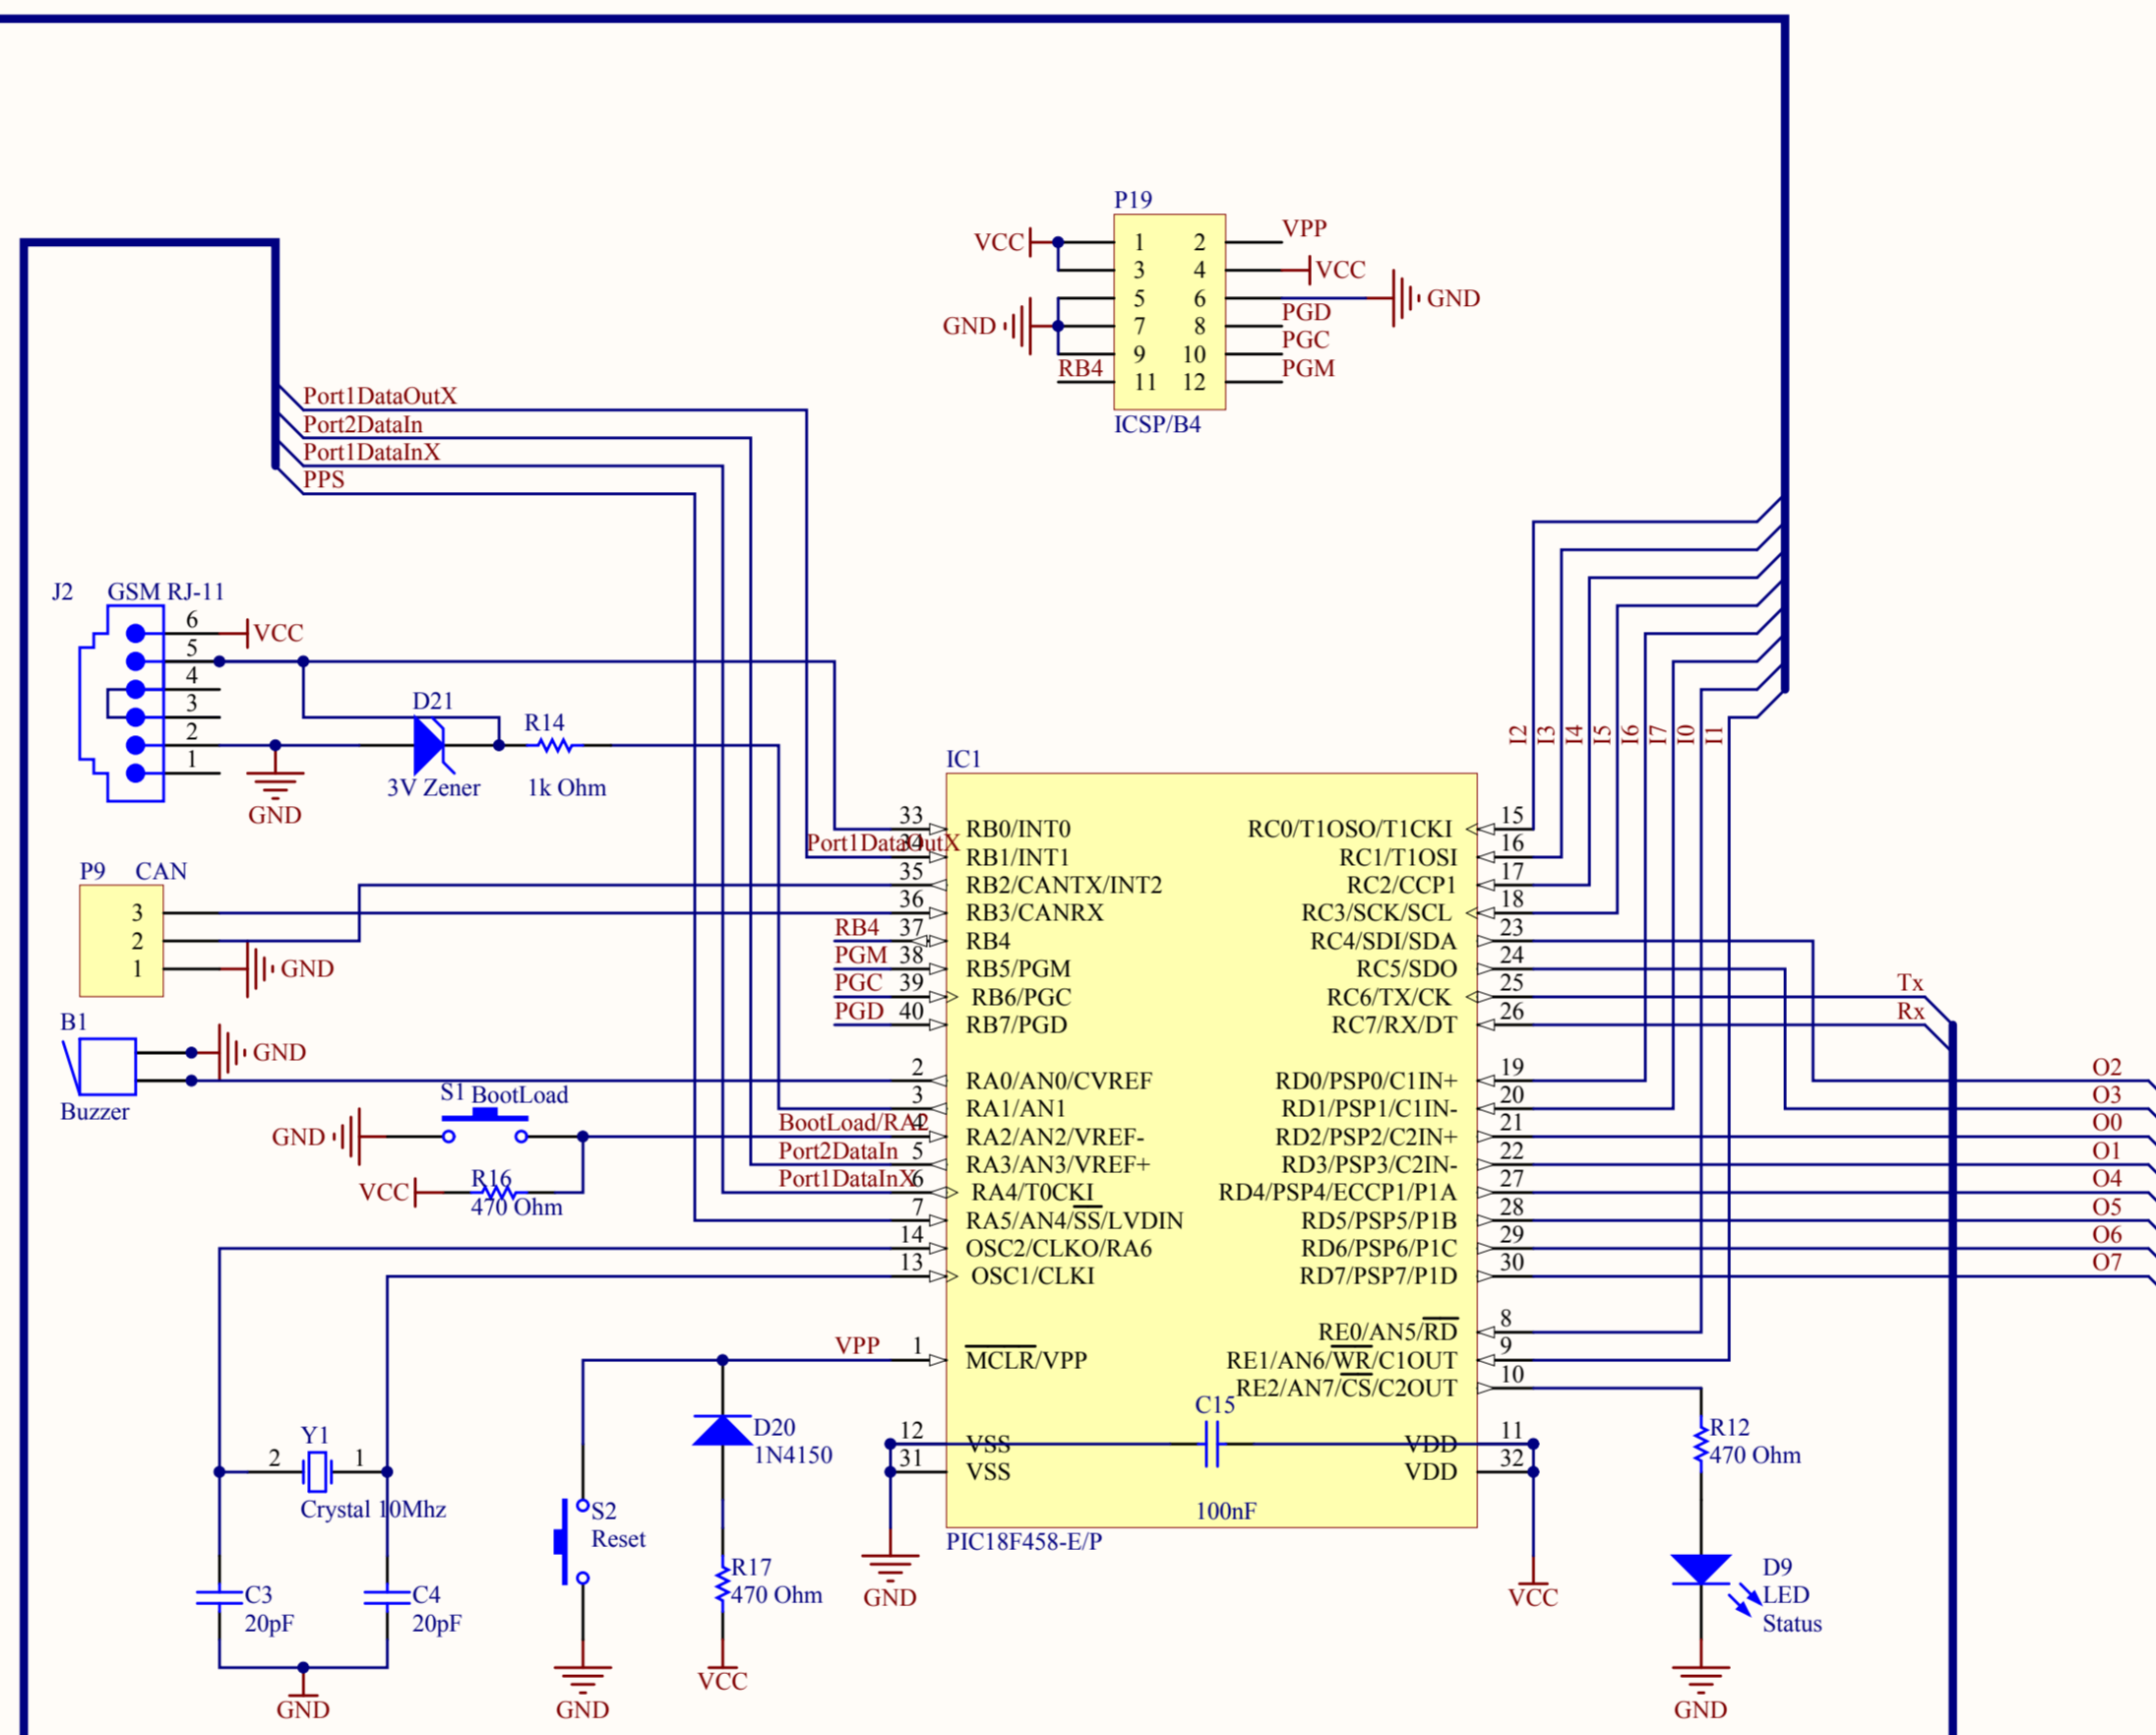 P19
VCC 1 2 VPP
3 4 VCC
5 6 GND
GND 7 8 PGD
9 10 PGC
RB4 11 12 PGM
ICSP/B4
Port1DataOutX
Port2DataIn
Port1DataInX
PPS
J2 GSM RJ-11
6 VCC
5
4
3
2
1
GND
D21
3V Zener
R14
1k Ohm
I2 I3 I4 I5 I6 I7 I0 I1
P9 CAN
3
2
1 GND
B1
GND
Buzzer
S1 BootLoad
GND
VCC
R16
470 Ohm
IC1
33 RB0/INT0
Port1DataOutX 34 RB1/INT1
35 RB2/CANTX/INT2
36 RB3/CANRX
RB4 37 RB4
PGM 38 RB5/PGM
PGC 39 RB6/PGC
PGD 40 RB7/PGD
2 RA0/AN0/CVREF
3 RA1/AN1
BootLoad/RA2 4 RA2/AN2/VREF-
Port2DataIn 5 RA3/AN3/VREF+
Port1DataInX 6 RA4/T0CKI
7 RA5/AN4/SS/LVDIN
14 OSC2/CLKO/RA6
13 OSC1/CLKI
VPP 1 MCLR/VPP
12 VSS
31 VSS
RC0/T1OSO/T1CKI 15
RC1/T1OSI 16
RC2/CCP1 17
RC3/SCK/SCL 18
RC4/SDI/SDA 23
RC5/SDO 24
RC6/TX/CK 25 Tx
RC7/RX/DT 26 Rx
RD0/PSP0/C1IN+ 19 O2
RD1/PSP1/C1IN- 20 O3
RD2/PSP2/C2IN+ 21 O0
RD3/PSP3/C2IN- 22 O1
RD4/PSP4/ECCP1/P1A 27 O4
RD5/PSP5/P1B 28 O5
RD6/PSP6/P1C 29 O6
RD7/PSP7/P1D 30 O7
RE0/AN5/RD 8
RE1/AN6/WR/C1OUT 9
RE2/AN7/CS/C2OUT 10
C15
VDD 11
VDD 32
100nF
PIC18F458-E/P
GND
VCC
Y1
2 1
Crystal 10Mhz
C3
20pF
C4
20pF
GND
S2
Reset
GND
D20
1N4150
R17
470 Ohm
VCC
R12
470 Ohm
D9
LED
Status
GND